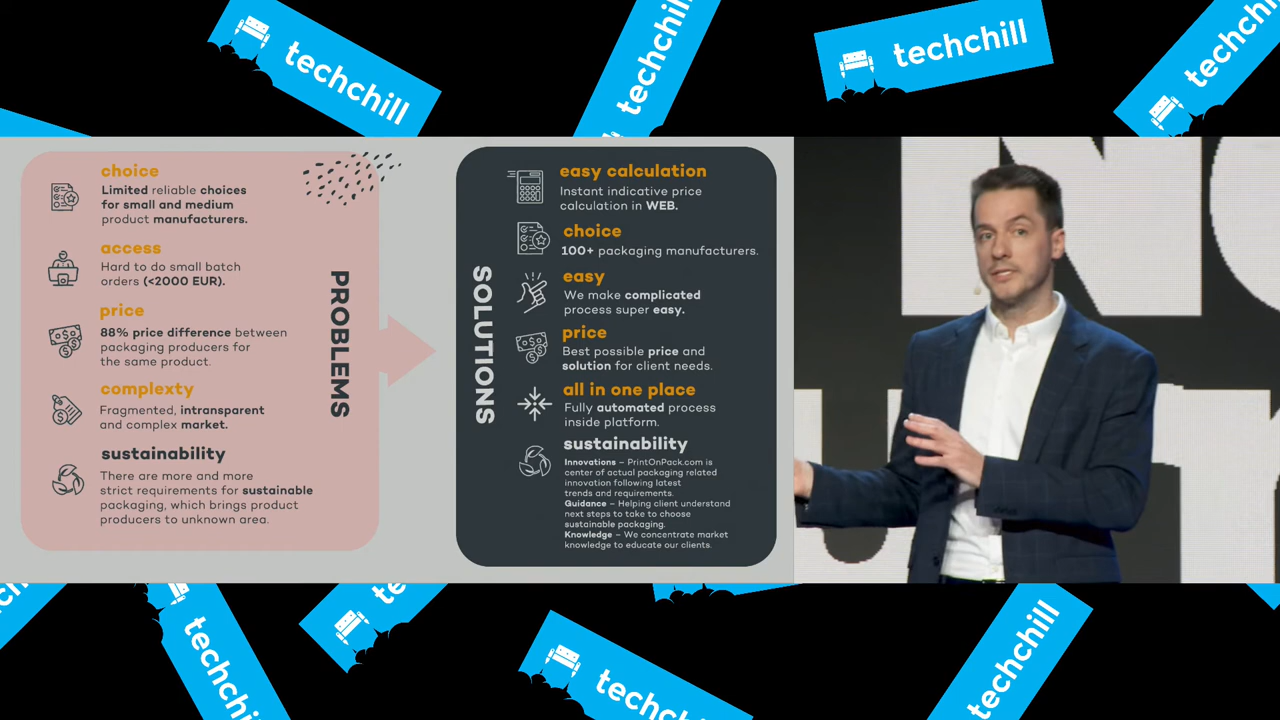 techchill
techchill
techchill
techchill
choice
Limited reliable choices
for small and medium
product manufacturers.
access
Hard to do small batch
orders (<2000 EUR).
price
88% price difference between
packaging producers for
the same product.
complexty
Fragmented, intransparent
and complex market.
sustainability
There are more and more
strict requirements for sustainable
packaging, which brings product
producers to unknown area.
PROBLEMS
SOLUTIONS
easy calculation
Instant indicative price
calculation in WEB.
choice
100+ packaging manufacturers.
easy
We make complicated
process super easy.
price
Best possible price and
solution for client needs.
all in one place
Fully automated process
inside platform.
sustainability
Innovations – PrintOnPack.com is
center of actual packaging related
innovation following latest
trends and requirements.
Guidance – Helping client understand
next steps to take to choose
sustainable packaging.
Knowledge – We concentrate market
knowledge to educate our clients.
techchill
techchill
techchill